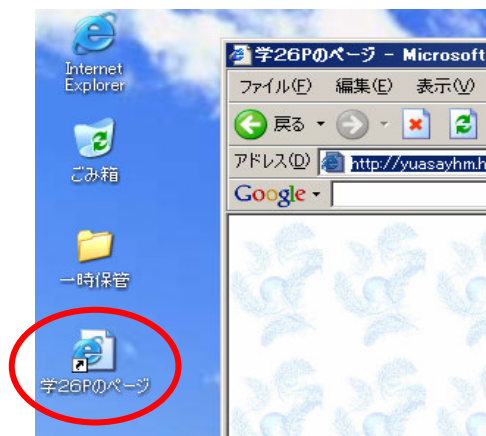 Internet
Explorer
ごみ箱
一時保管
学26Pのページ
学26Pのページ - Microsoft
ファイル(F) 編集(E) 表示(V)
戻る
アドレス(D) http://yuasayhm.h
Google